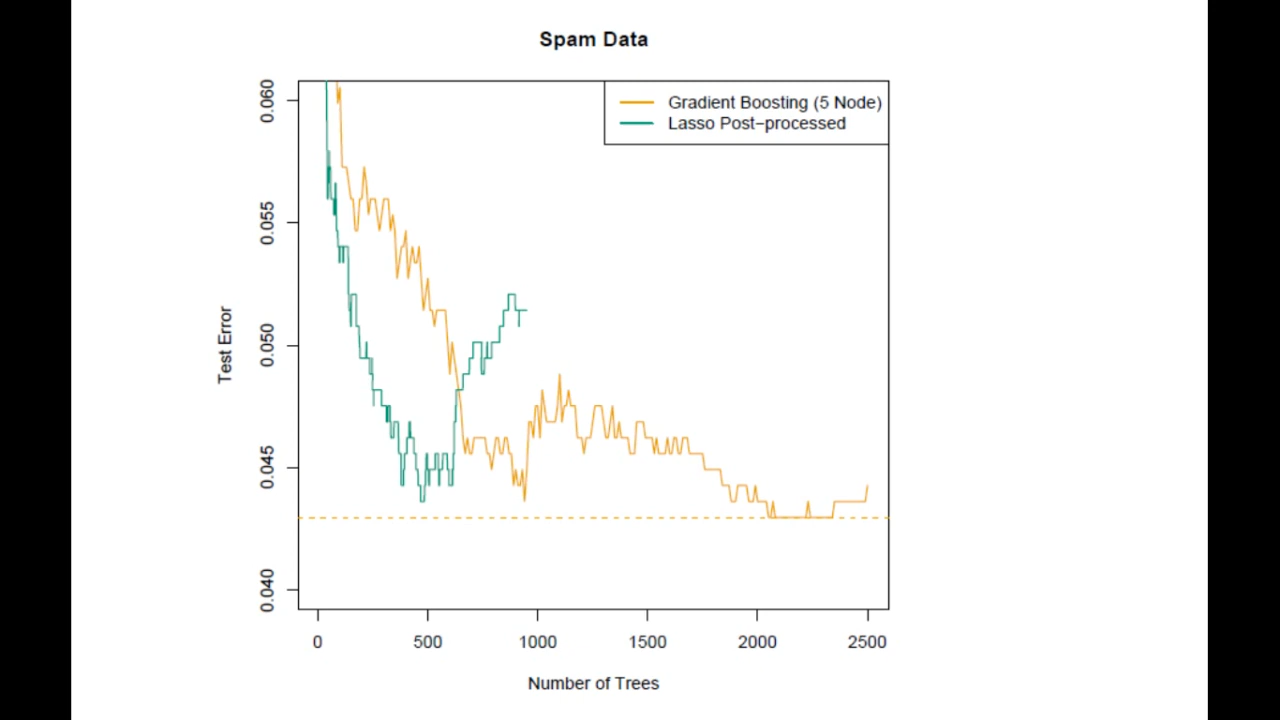 Spam Data
Gradient Boosting (5 Node)
Lasso Post−processed
0.060
0.055
0.050
0.045
0.040
Test Error
0 500 1000 1500 2000 2500
Number of Trees